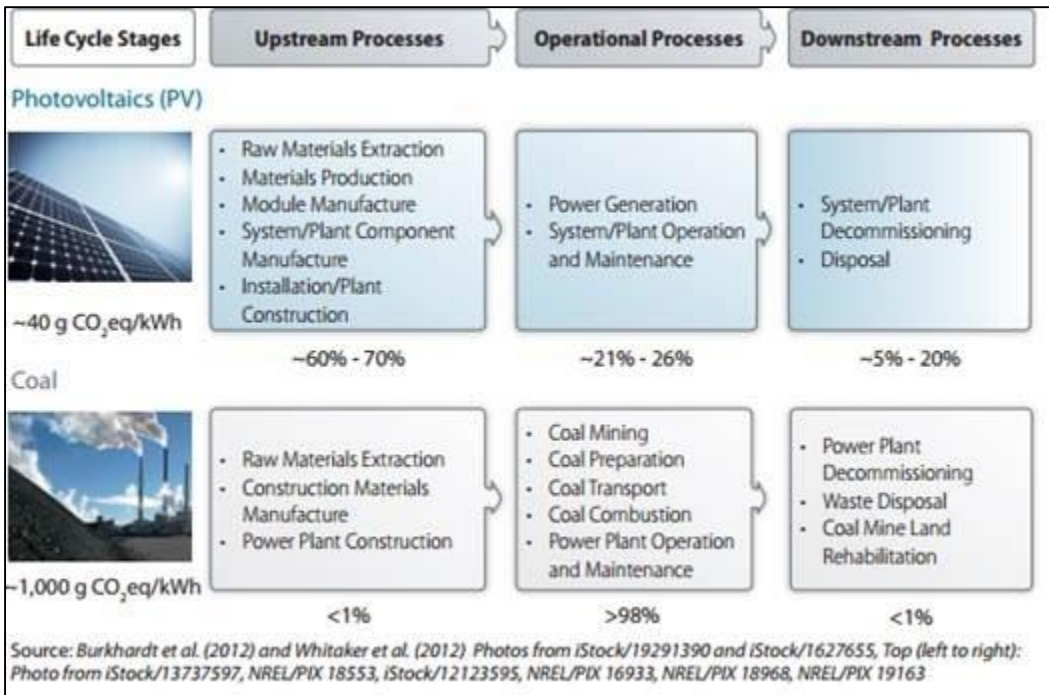 Life Cycle Stages
Upstream Processes
Operational Processes
Downstream Processes
Photovoltaics (PV)
• Raw Materials Extraction
• Materials Production
• Module Manufacture
• System/Plant Component
Manufacture
• Installation/Plant
Construction
• Power Generation
• System/Plant Operation
and Maintenance
• System/Plant
Decommissioning
• Disposal
~40 g CO₂eq/kWh
~60% - 70%
~21% - 26%
~5% - 20%
Coal
• Raw Materials Extraction
• Construction Materials
Manufacture
• Power Plant Construction
• Coal Mining
• Coal Preparation
• Coal Transport
• Coal Combustion
• Power Plant Operation
and Maintenance
• Power Plant
Decommissioning
• Waste Disposal
• Coal Mine Land
Rehabilitation
~1,000 g CO₂eq/kWh
<1%
>98%
<1%
Source: Burkhardt et al. (2012) and Whitaker et al. (2012) Photos from iStock/19291390 and iStock/1627655, Top (left to right):
Photo from iStock/13737597, NREL/PIX 18553, iStock/12123595, NREL/PIX 16933, NREL/PIX 18968, NREL/PIX 19163